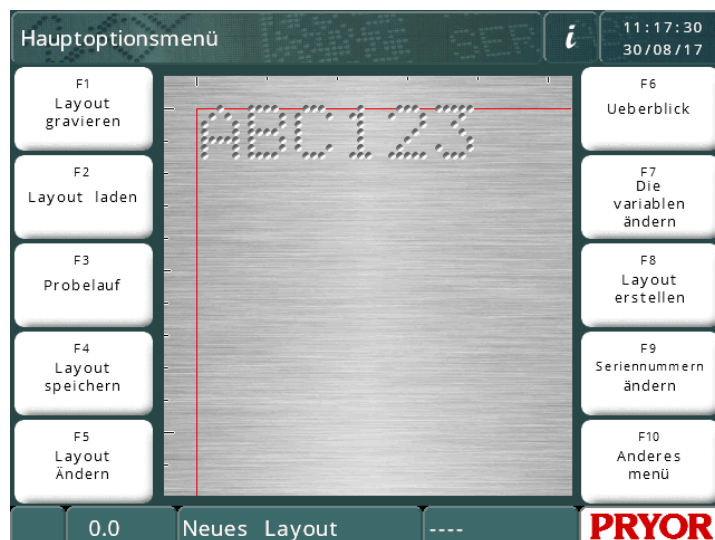 Hauptoptionsmenü
i
11:17:30
30/08/17
F1
Layout
gravieren
F2
Layout laden
F3
Probelauf
F4
Layout
speichern
F5
Layout
Ändern
ABC123
F6
Ueberblick
F7
Die
variablen
ändern
F8
Layout
erstellen
F9
Seriennummern
ändern
F10
Anderes
menü
0.0
Neues Layout
----
PRYOR